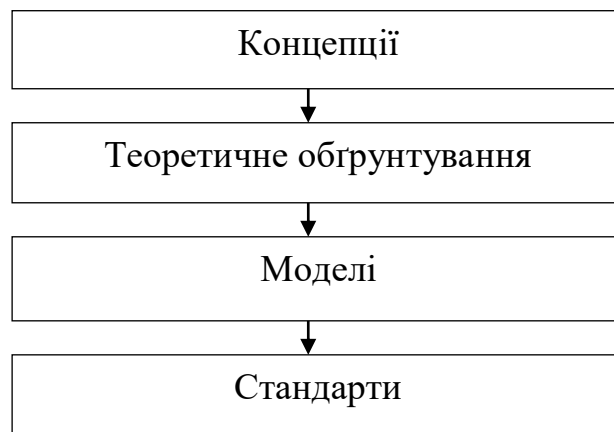 Концепції
Теоретичне обґрунтування
Моделі
Стандарти